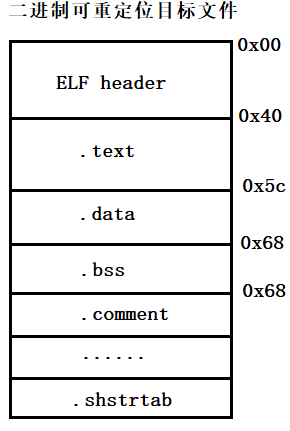 二进制可重定位目标文件
0x00
ELF header
0x40
.text
0x5c
.data
0x68
.bss
0x68
.comment
......
.shstrtab